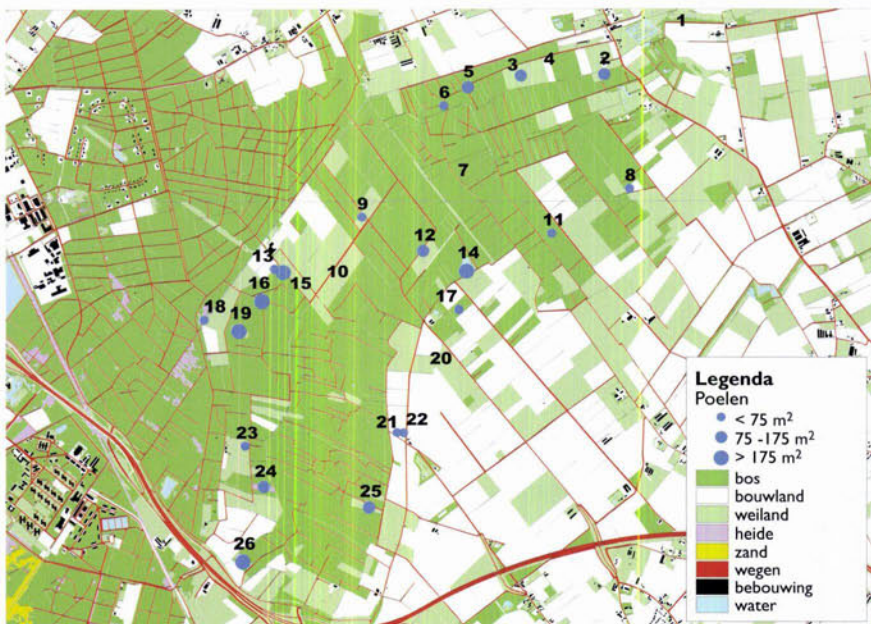 1
2
3
4
5
6
7
8
9
10
11
12
13
14
15
16
17
18
19
20
21
22
23
24
25
26
Legenda
Poelen
< 75 m²
75 -175 m²
> 175 m²
bos
bouwland
weiland
heide
zand
wegen
bebouwing
water